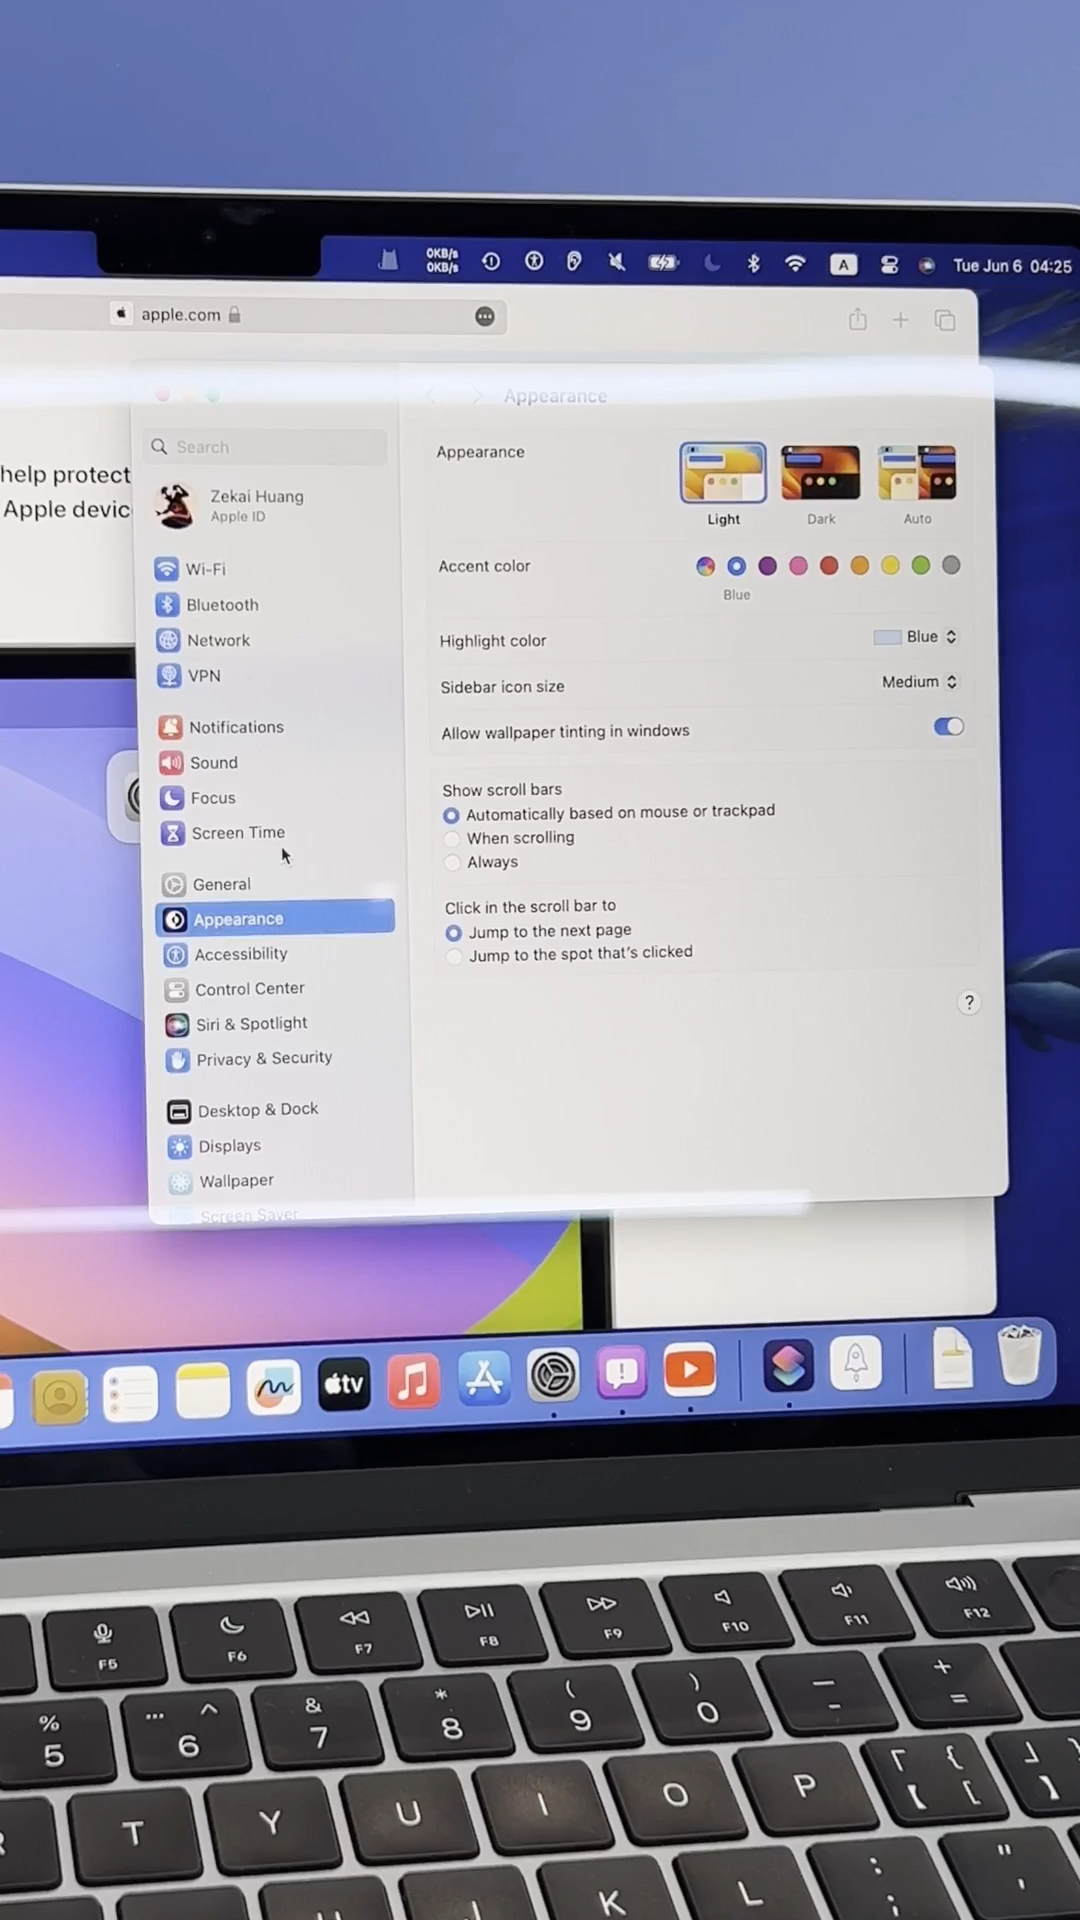 0KB/s
0KB/s
A
Tue Jun 6 04:25
apple.com
help protect
Apple devic
Appearance
Search
Zekai Huang
Apple ID
Wi-Fi
Bluetooth
Network
VPN
Notifications
Sound
Focus
Screen Time
General
Appearance
Accessibility
Control Center
Siri & Spotlight
Privacy & Security
Desktop & Dock
Displays
Wallpaper
Screen Saver
Appearance
Light
Dark
Auto
Accent color
Blue
Highlight color
Blue
Sidebar icon size
Medium
Allow wallpaper tinting in windows
Show scroll bars
Automatically based on mouse or trackpad
When scrolling
Always
Click in the scroll bar to
Jump to the next page
Jump to the spot that's clicked
?
tv
F5
F6
F7
F8
F9
F10
F11
F12
% 5
…… ^ 6
& 7
* 8
( 9
) 0
— -
+ =
T
Y
U
I
O
P
「 {
【 [
」 }
】
K
L
: ;
" '